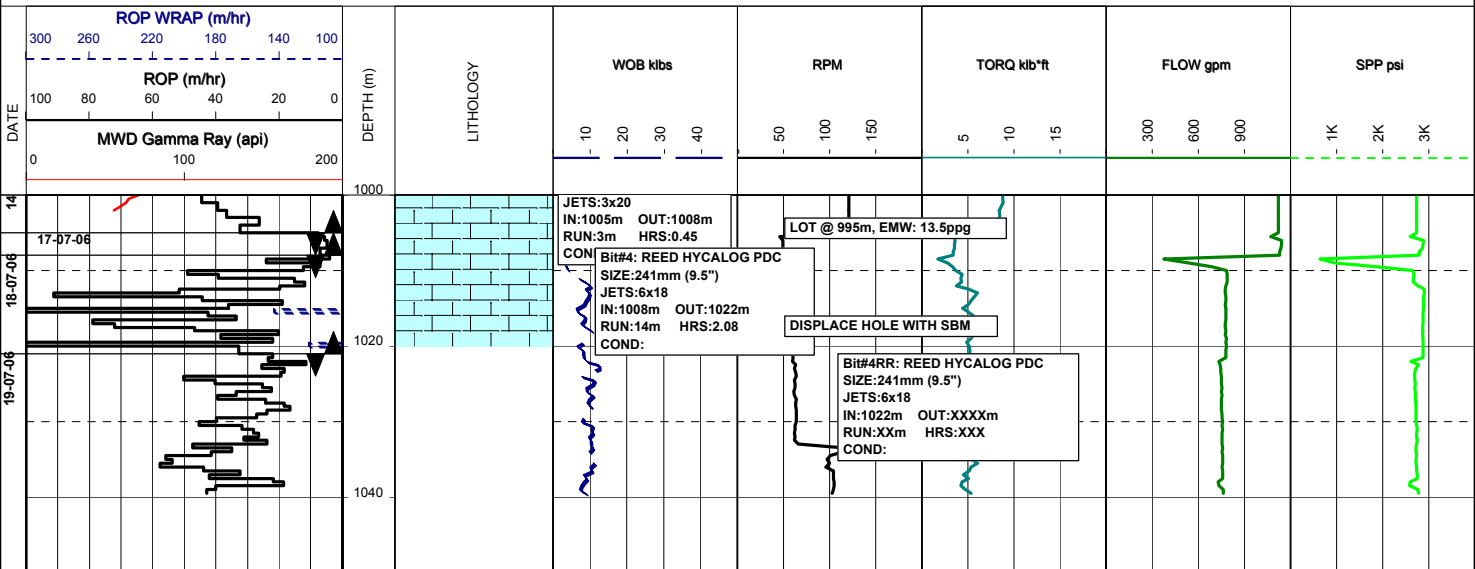 ROP WRAP (m/hr)
300 260 220 180 140 100
ROP (m/hr)
100 80 60 40 20 0
MWD Gamma Ray (api)
0 100 200
DATE
DEPTH (m)
LITHOLOGY
WOB klbs
10 20 30 40
RPM
50 100 150
TORQ klb*ft
5 10 15
FLOW gpm
300 600 900
SPP psi
1K 2K 3K
14
17-07-06
18-07-06
19-07-06
1000
1020
1040
JETS:3x20
IN:1005m OUT:1008m
RUN:3m HRS:0.45
CON
Bit#4: REED HYCALOG PDC
SIZE:241mm (9.5")
JETS:6x18
IN:1008m OUT:1022m
RUN:14m HRS:2.08
COND:
LOT @ 995m, EMW: 13.5ppg
DISPLACE HOLE WITH SBM
Bit#4RR: REED HYCALOG PDC
SIZE:241mm (9.5")
JETS:6x18
IN:1022m OUT:XXXXm
RUN:XXm HRS:XXX
COND: